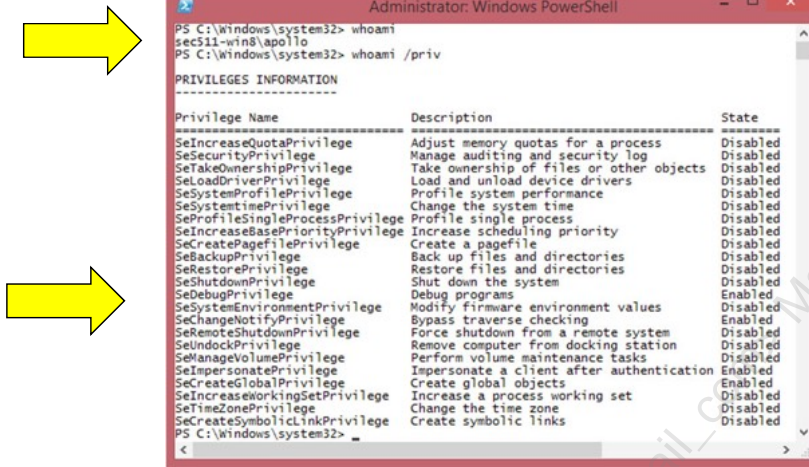 Administrator: Windows PowerShell
PS C:\Windows\system32> whoami
sec511-win8\apollo
PS C:\Windows\system32> whoami /priv
PRIVILEGES INFORMATION
----------------------
Privilege Name Description State
============================= ========================================= ========
SeIncreaseQuotaPrivilege Adjust memory quotas for a process Disabled
SeSecurityPrivilege Manage auditing and security log Disabled
SeTakeOwnershipPrivilege Take ownership of files or other objects Disabled
SeLoadDriverPrivilege Load and unload device drivers Disabled
SeSystemProfilePrivilege Profile system performance Disabled
SeSystemtimePrivilege Change the system time Disabled
SeProfileSingleProcessPrivilege Profile single process Disabled
SeIncreaseBasePriorityPrivilege Increase scheduling priority Disabled
SeCreatePagefilePrivilege Create a pagefile Disabled
SeBackupPrivilege Back up files and directories Disabled
SeRestorePrivilege Restore files and directories Disabled
SeShutdownPrivilege Shut down the system Disabled
SeDebugPrivilege Debug programs Enabled
SeSystemEnvironmentPrivilege Modify firmware environment values Disabled
SeChangeNotifyPrivilege Bypass traverse checking Enabled
SeRemoteShutdownPrivilege Force shutdown from a remote system Disabled
SeUndockPrivilege Remove computer from docking station Disabled
SeManageVolumePrivilege Perform volume maintenance tasks Disabled
SeImpersonatePrivilege Impersonate a client after authentication Enabled
SeCreateGlobalPrivilege Create global objects Enabled
SeIncreaseWorkingSetPrivilege Increase a process working set Disabled
SeTimeZonePrivilege Change the time zone Disabled
SeCreateSymbolicLinkPrivilege Create symbolic links Disabled
PS C:\Windows\system32> _